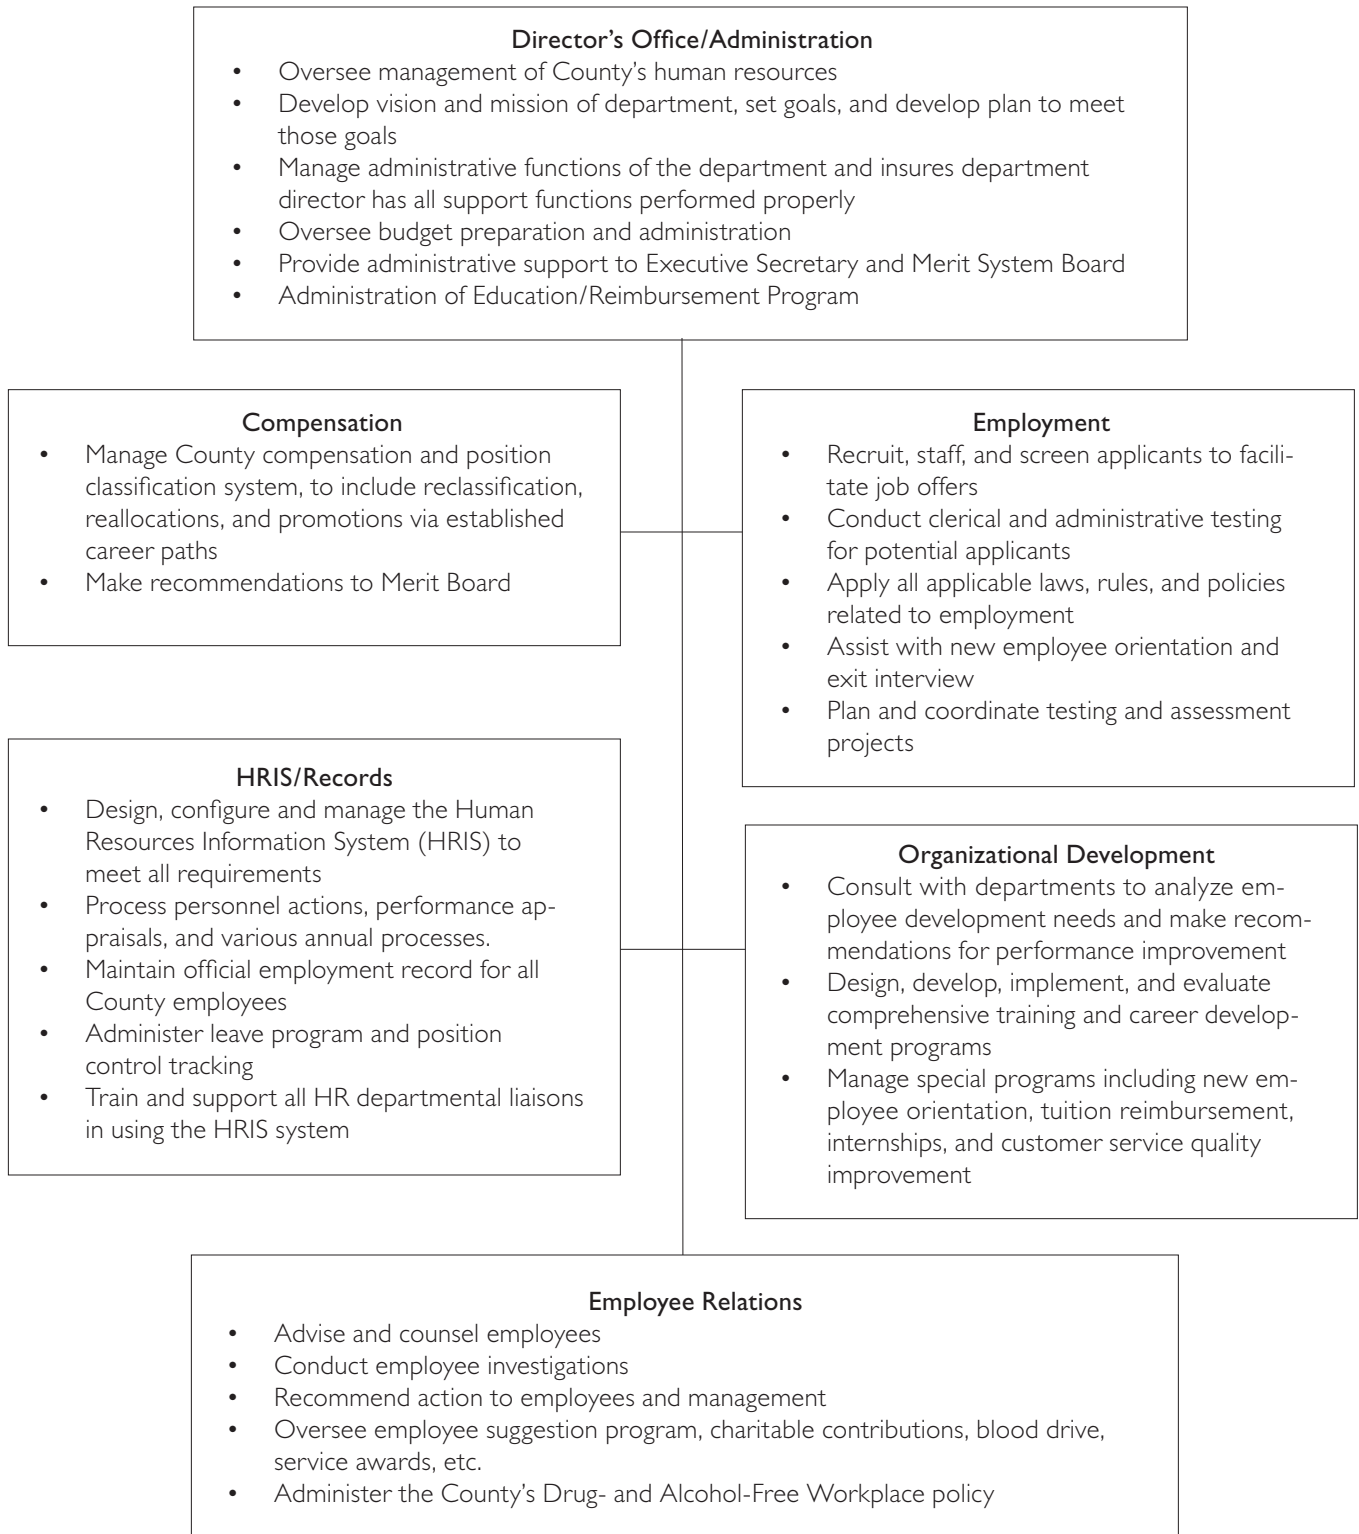 Director’s Office/Administration
• Oversee management of County’s human resources
• Develop vision and mission of department, set goals, and develop plan to meet
those goals
• Manage administrative functions of the department and insures department
director has all support functions performed properly
• Oversee budget preparation and administration
• Provide administrative support to Executive Secretary and Merit System Board
• Administration of Education/Reimbursement Program
Compensation
• Manage County compensation and position
classification system, to include reclassification,
reallocations, and promotions via established
career paths
• Make recommendations to Merit Board
Employment
• Recruit, staff, and screen applicants to facili-
tate job offers
• Conduct clerical and administrative testing
for potential applicants
• Apply all applicable laws, rules, and policies
related to employment
• Assist with new employee orientation and
exit interview
• Plan and coordinate testing and assessment
projects
HRIS/Records
• Design, configure and manage the Human
Resources Information System (HRIS) to
meet all requirements
• Process personnel actions, performance ap-
praisals, and various annual processes.
• Maintain official employment record for all
County employees
• Administer leave program and position
control tracking
• Train and support all HR departmental liaisons
in using the HRIS system
Organizational Development
• Consult with departments to analyze em-
ployee development needs and make recom-
mendations for performance improvement
• Design, develop, implement, and evaluate
comprehensive training and career develop-
ment programs
• Manage special programs including new em-
ployee orientation, tuition reimbursement,
internships, and customer service quality
improvement
Employee Relations
• Advise and counsel employees
• Conduct employee investigations
• Recommend action to employees and management
• Oversee employee suggestion program, charitable contributions, blood drive,
service awards, etc.
• Administer the County’s Drug- and Alcohol-Free Workplace policy